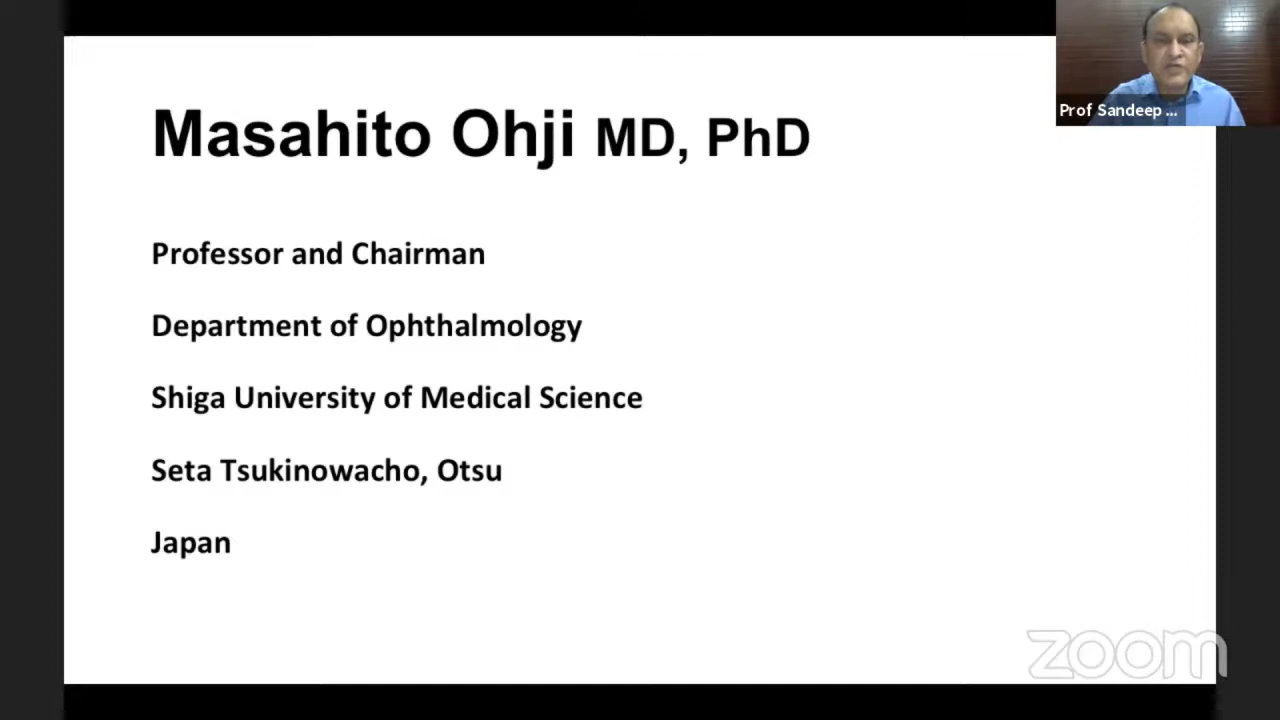 Masahito Ohji MD, PhD
Prof Sandeep ...
Professor and Chairman
Department of Ophthalmology
Shiga University of Medical Science
Seta Tsukinowacho, Otsu
Japan
zoom